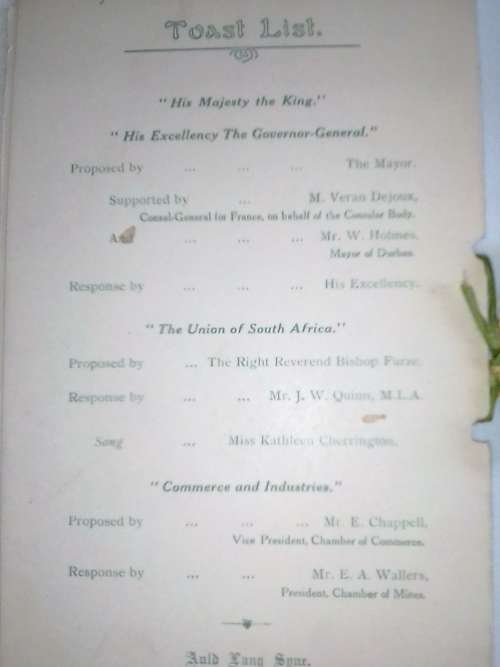 Toast List.
"His Majesty the King."
"His Excellency The Governor-General."
Proposed by ... ... ... The Mayor.
Supported by ... M. Veran Dejoux,
Consul-General for France, on behalf of the Consular Body.
And ... ... ... Mr. W. Holmes,
Mayor of Durban.
Response by ... ... ... His Excellency.
"The Union of South Africa."
Proposed by ... The Right Reverend Bishop Furse.
Response by ... ... Mr. J. W. Quinn, M.L.A.
Song ... Miss Kathleen Cherrington.
"Commerce and Industries."
Proposed by ... ... ... Mr. E. Chappell,
Vice President, Chamber of Commerce.
Response by ... ... Mr. E. A. Wallers,
President, Chamber of Mines.
Auld Lang Syne.